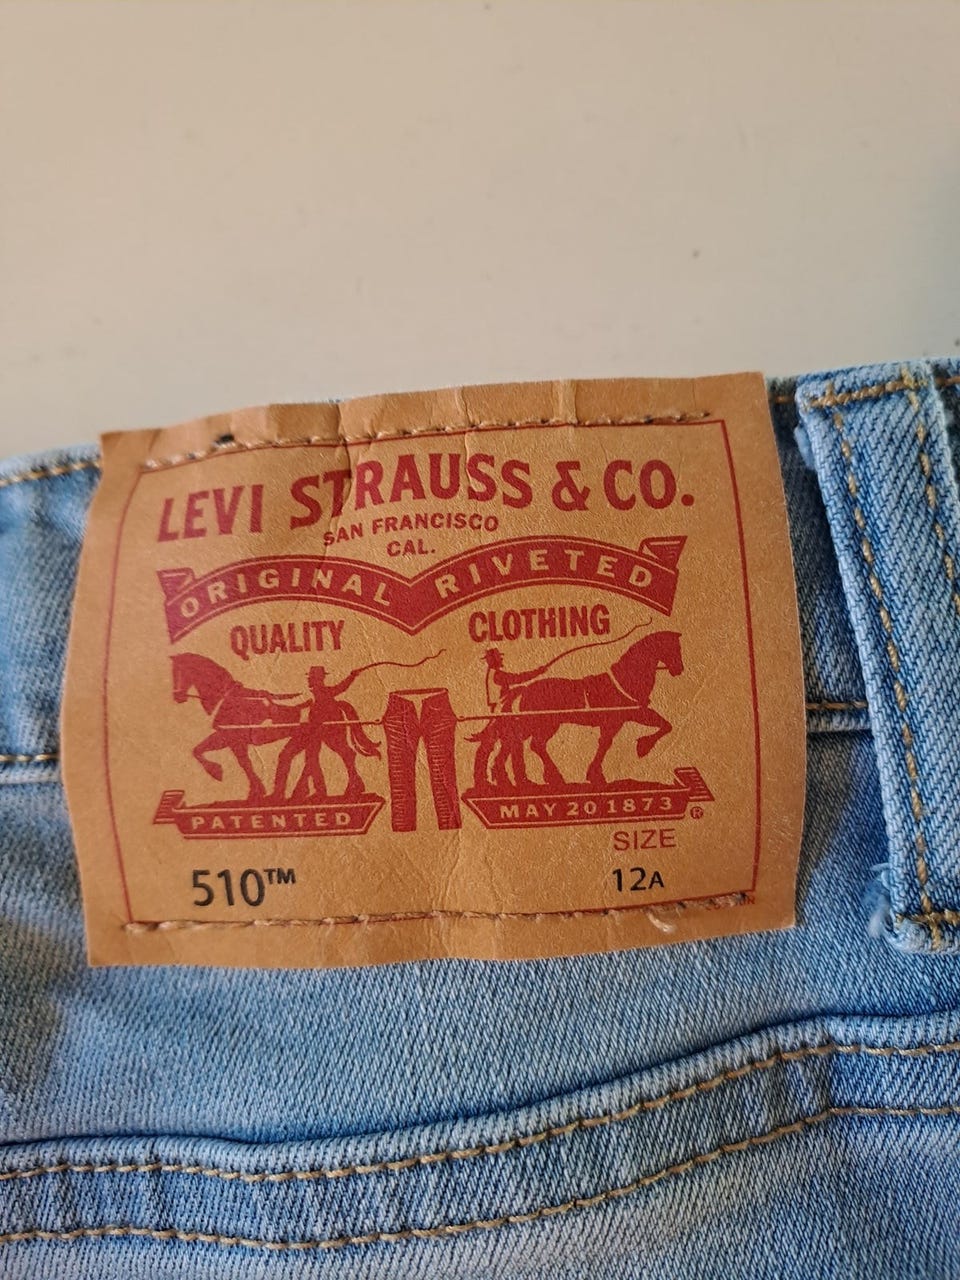 LEVI STRAUSS & CO.
SAN FRANCISCO
CAL.
ORIGINAL RIVETED
QUALITY CLOTHING
PATENTED MAY 20 1873 ®
SIZE
510™ 12A